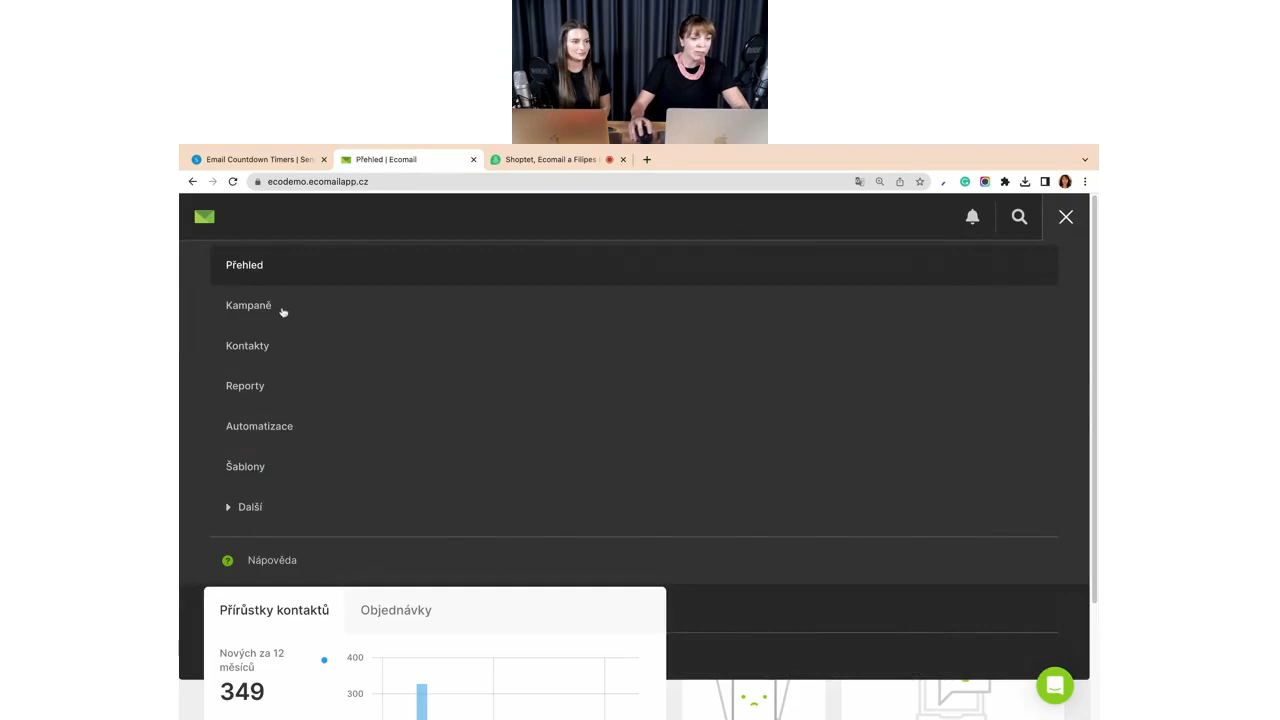 Email Countdown Timers | Sen
Přehled | Ecomail
Shoptet, Ecomail a Filipes
ecodemo.ecomailapp.cz
Přehled
Kampaně
Kontakty
Reporty
Automatizace
Šablony
Další
Nápověda
Přírůstky kontaktů
Objednávky
Nových za 12
měsíců
349
400
300